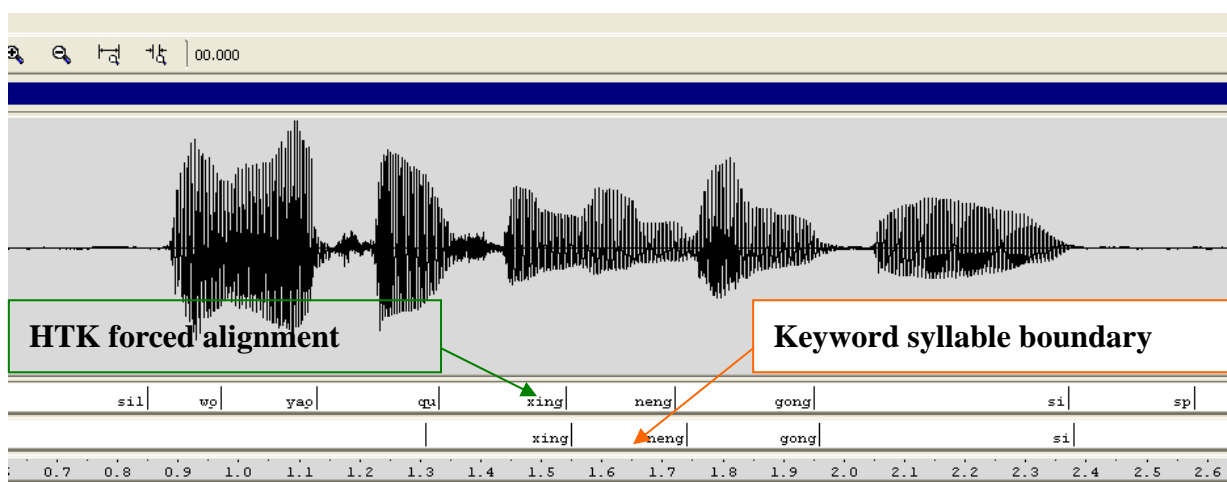 00.000
HTK forced alignment
Keyword syllable boundary
sil wo yao qu xing neng gong si sp
xing neng gong si
0.7 0.8 0.9 1.0 1.1 1.2 1.3 1.4 1.5 1.6 1.7 1.8 1.9 2.0 2.1 2.2 2.3 2.4 2.5 2.6